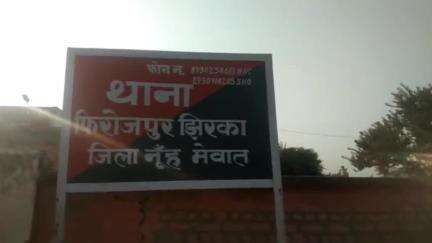 फोन न.
थाना
फिरोजपुर झिरका
जिला नूँह मेवात